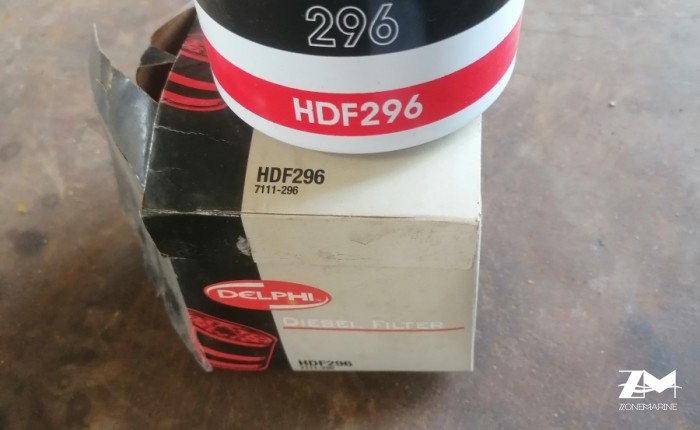 296
HDF296
HDF296
7111-296
DELPHI
DIESEL FILTER
HDF296
ZM
ZONEMARINE